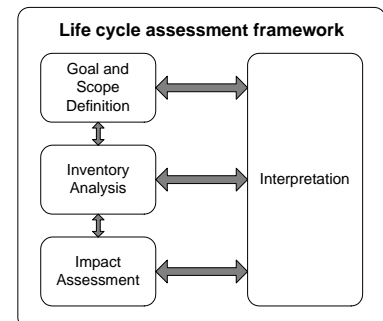 Life cycle assessment framework
Goal and
Scope
Definition
Inventory
Analysis
Interpretation
Impact
Assessment